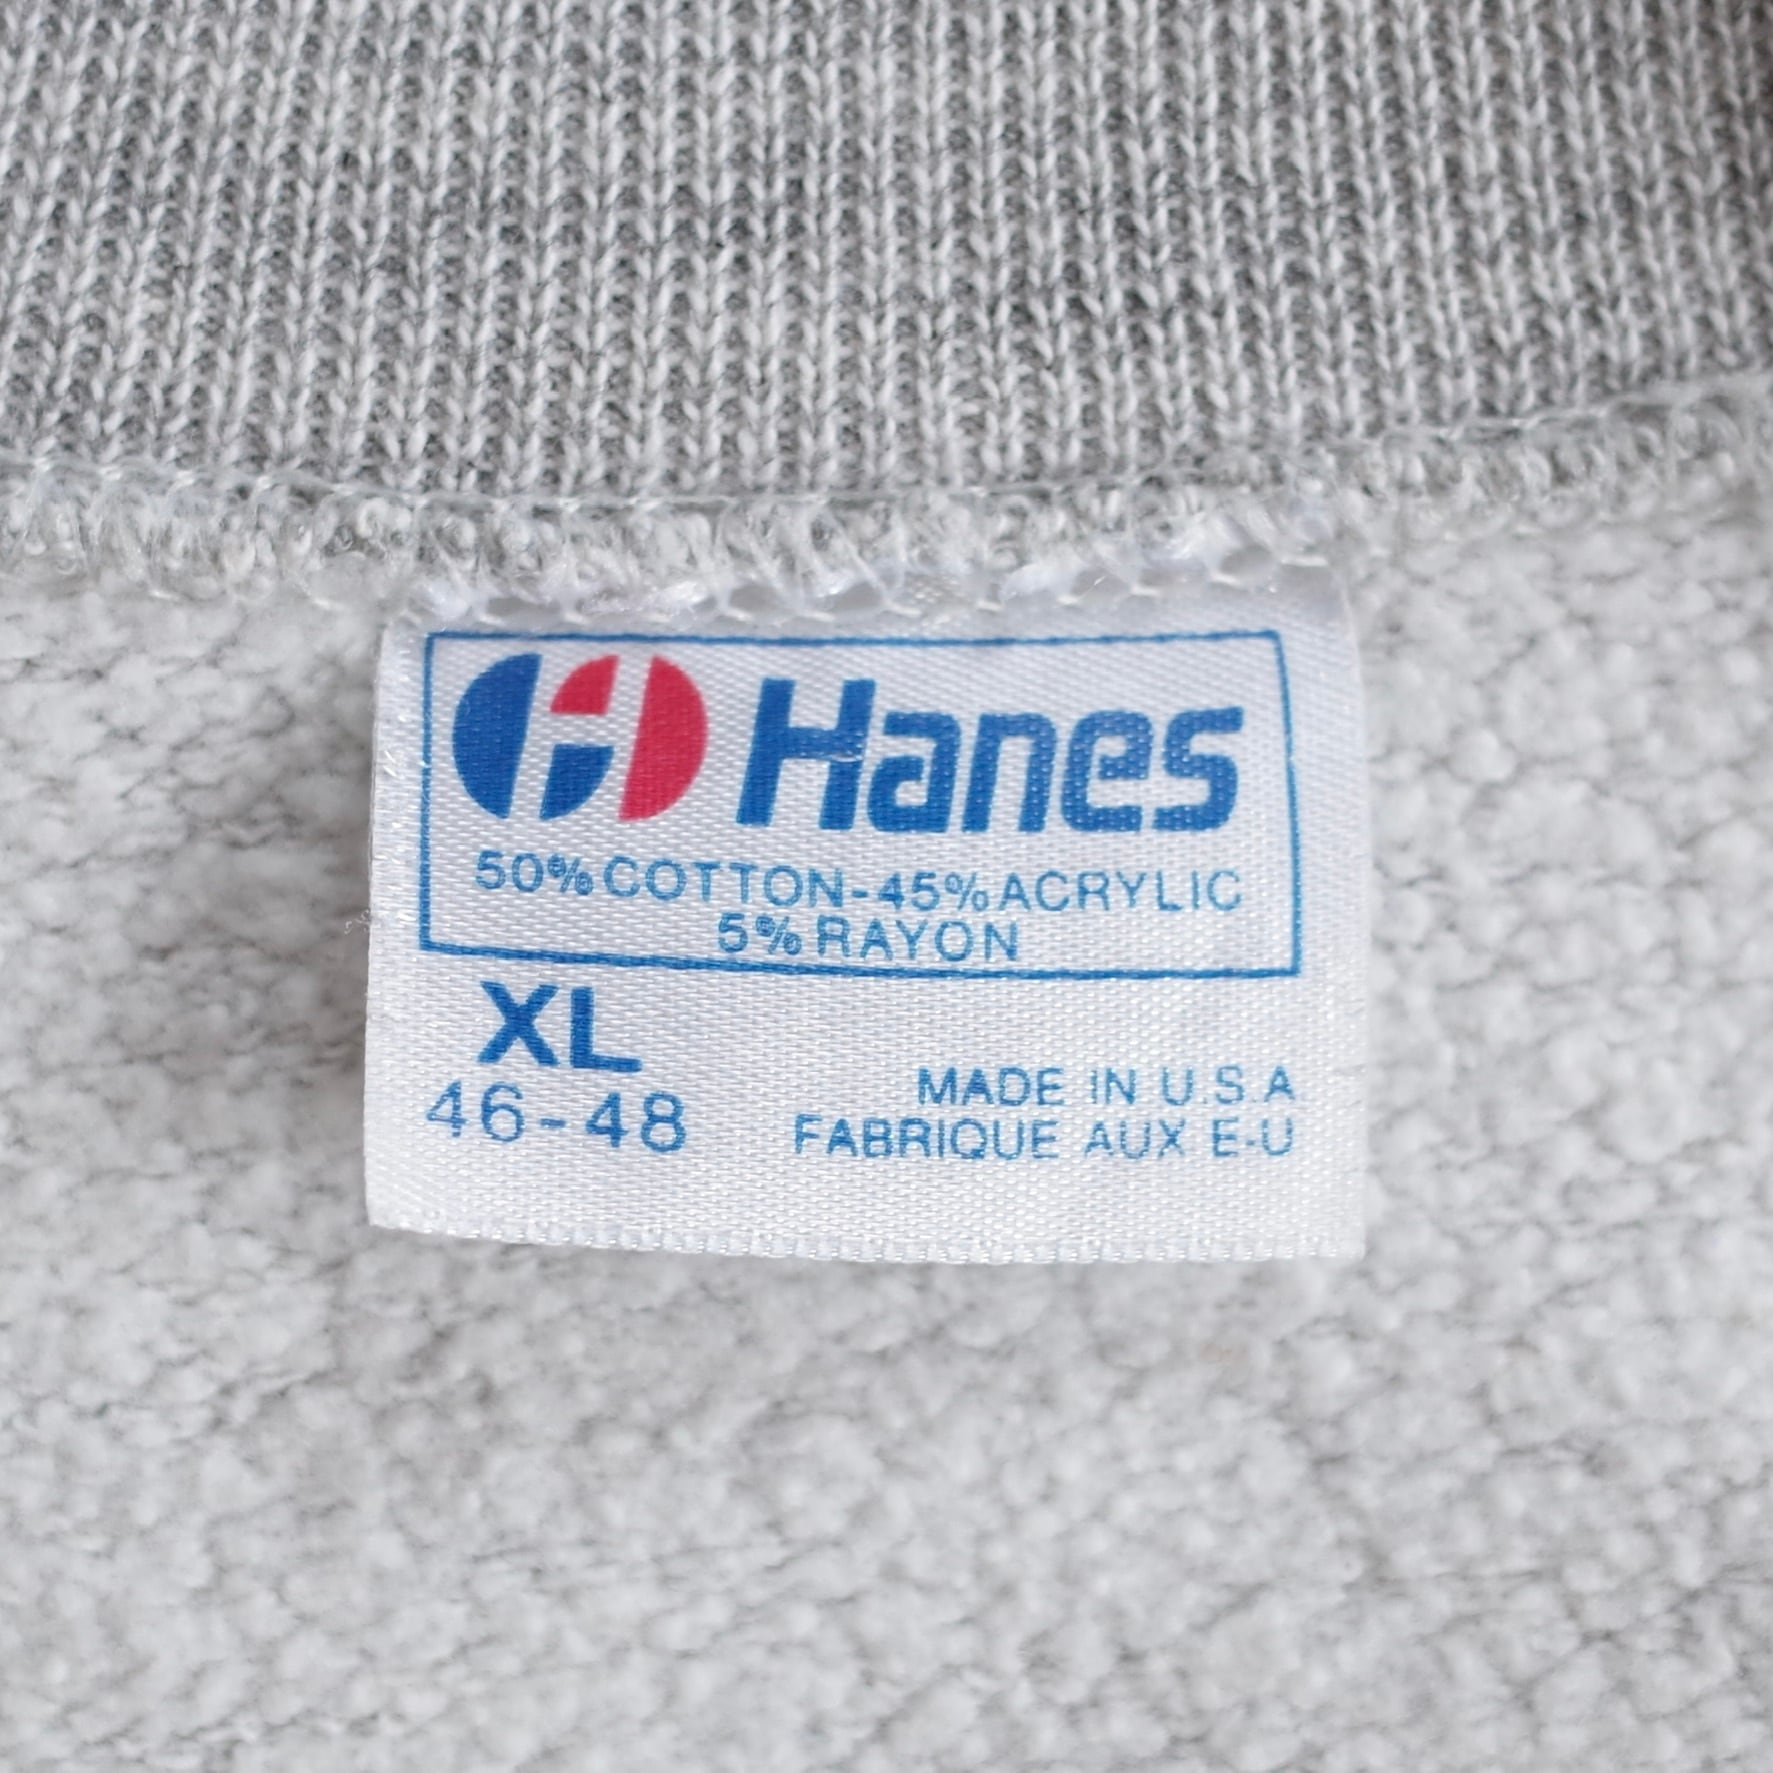 Hanes
50% COTTON-45% ACRYLIC
5% RAYON
XL
46-48
MADE IN U.S.A
FABRIQUE AUX E-U